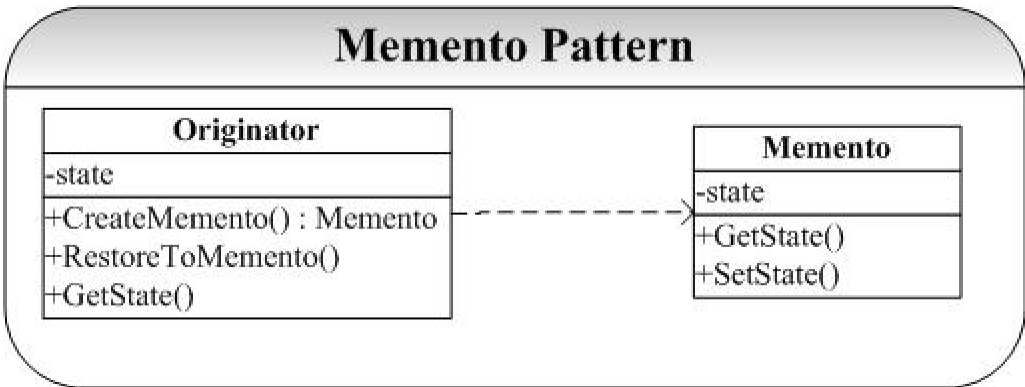 Memento Pattern
Originator
-state
+CreateMemento() : Memento
+RestoreToMemento()
+GetState()
Memento
-state
+GetState()
+SetState()